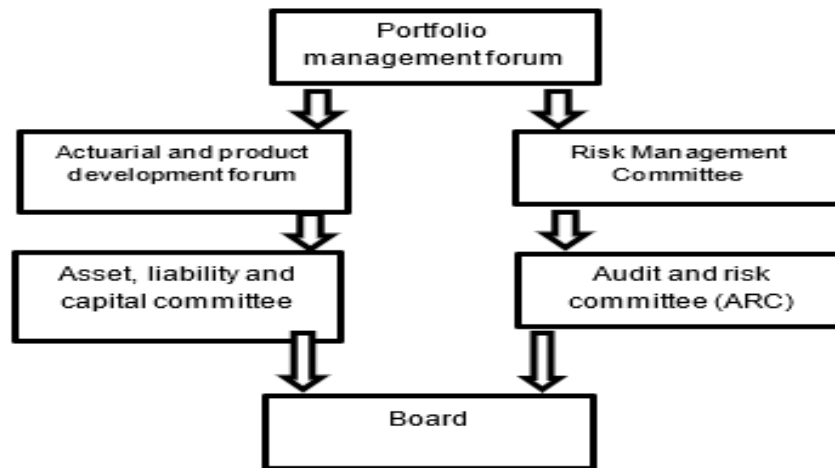 Portfolio
management forum
Actuarial and product
development forum
Risk Management
Committee
Asset, liability and
capital committee
Audit and risk
committee (ARC)
Board